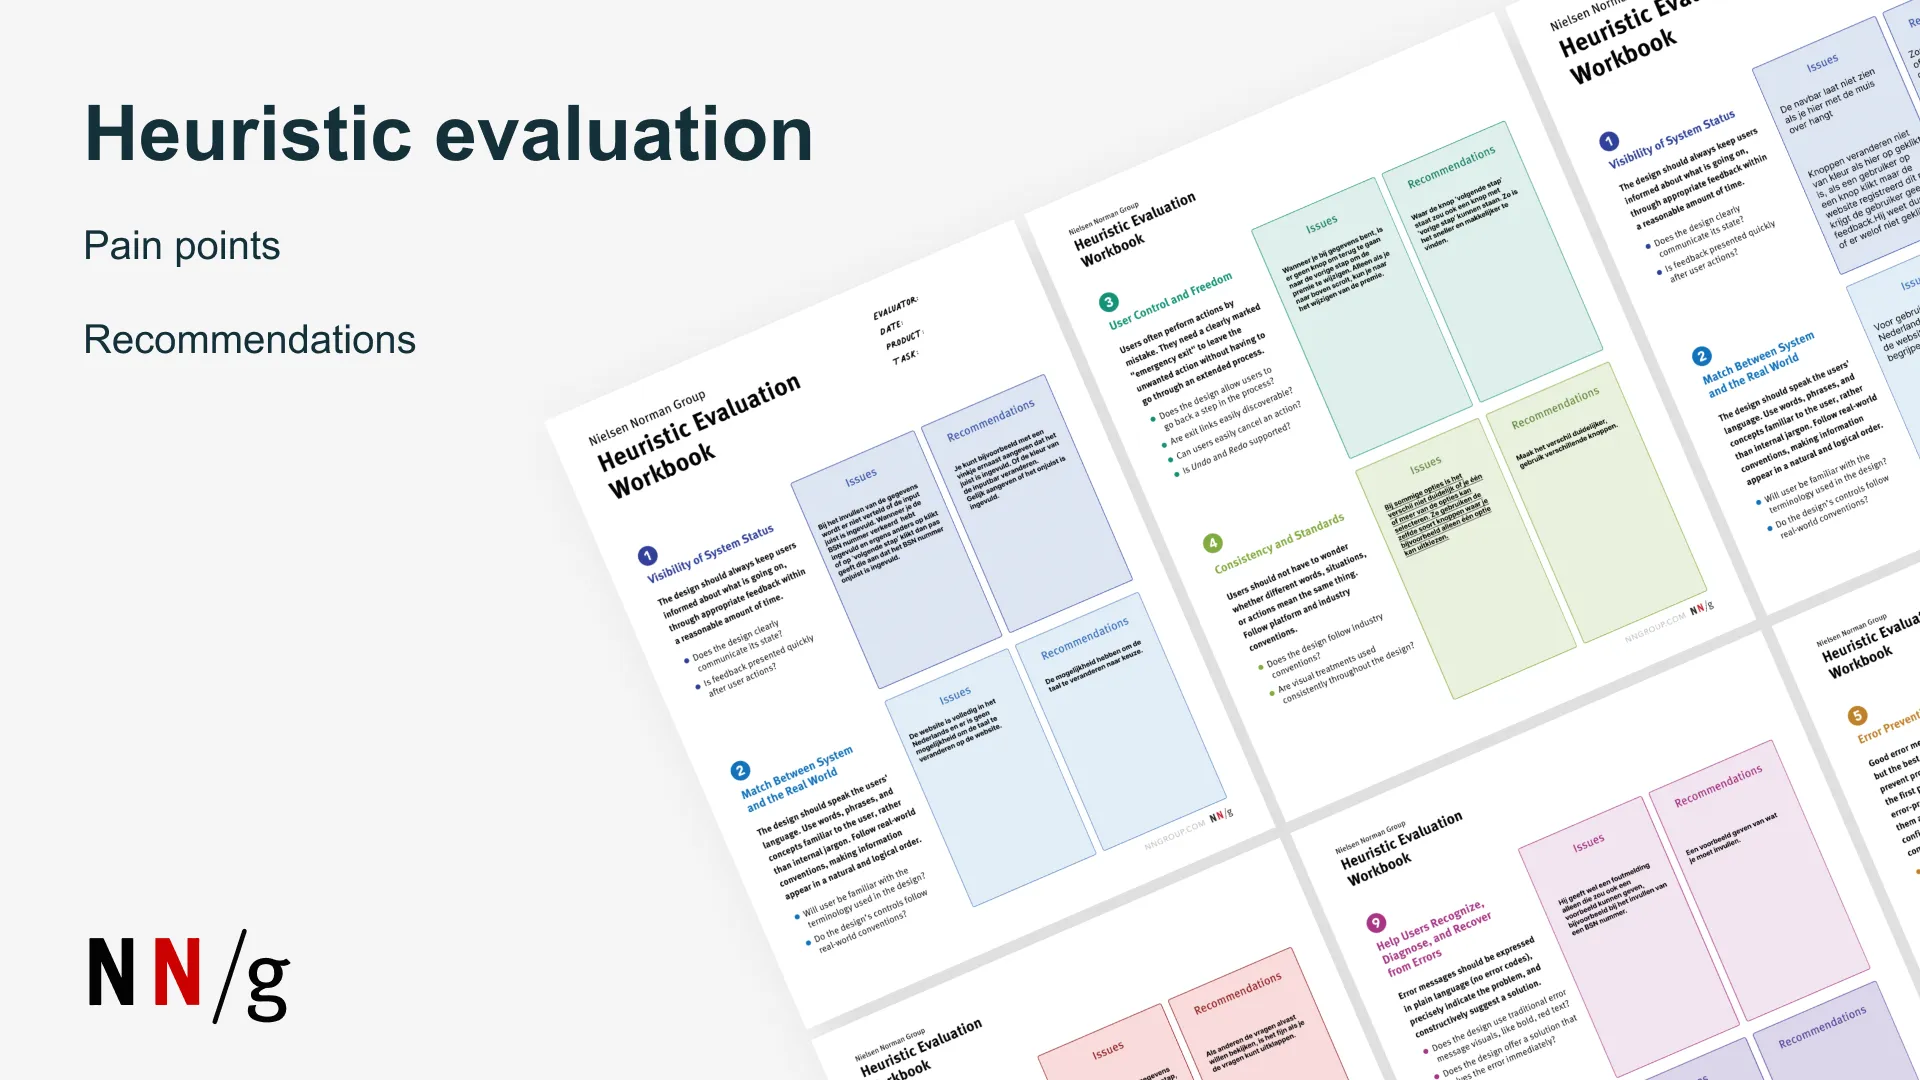 Heuristic evaluation
Pain points
Recommendations
NN/g
EVALUATOR:
DATE:
PRODUCT:
TASK:
Nielsen Norman Group
Heuristic Evaluation
Workbook
1
Visibility of System Status
The design should always keep users
informed about what is going on,
through appropriate feedback within
a reasonable amount of time.
Does the design clearly
communicate its state?
Is feedback presented quickly
after user actions?
Issues
Bij het invullen van de gegevens
wordt er niet verteld of de input
juist is ingevuld. Wanneer je de
BSN nummer verkeerd hebt
ingevuld en ergens anders op klikt
of op 'volgende stap' klikt dan pas
geeft die aan dat het BSN nummer
onjuist is ingevuld.
Recommendations
Je kunt bijvoorbeeld met een
vinkje ernaast aangeven dat het
juist is ingevuld. Of de kleur van
de inputbar veranderen.
Gelijk aangeven of het onjuist is
ingevuld.
2
Match Between System
and the Real World
The design should speak the users'
language. Use words, phrases, and
concepts familiar to the user, rather
than internal jargon. Follow real-world
conventions, making information
appear in a natural and logical order.
Will user be familiar with the
terminology used in the design?
Do the design's controls follow
real-world conventions?
Issues
De website is volledig in het
Nederlands en er is geen
mogelijkheid om de taal te
veranderen op de website.
Recommendations
De mogelijkheid hebben om de
taal te veranderen naar keuze.
NNGROUP.COM NN/g
Nielsen Norman Group
Heuristic Evaluation
Workbook
3
User Control and Freedom
Users often perform actions by
mistake. They need a clearly marked
"emergency exit" to leave the
unwanted action without having to
go through an extended process.
Does the design allow users to
go back a step in the process?
Are exit links easily discoverable?
Can users easily cancel an action?
Is Undo and Redo supported?
Issues
Wanneer je bij gegevens bent, is
er geen knop om terug te gaan
naar de vorige stap om de
premie te wijzigen. Alleen als je
naar boven scrolt, kun je naar
het wijzigen van de premie.
Recommendations
Waar de knop 'volgende stap'
staat zou ook een knop met
'vorige stap' kunnen staan. Zo is
het sneller en makkelijker te
vinden.
4
Consistency and Standards
Users should not have to wonder
whether different words, situations,
or actions mean the same thing.
Follow platform and industry
conventions.
Does the design follow industry
conventions?
Are visual treatments used
consistently throughout the design?
Issues
Bij sommige opties is het
verschil niet duidelijk of je één
of meer van de opties kan
selecteren. Ze gebruiken de
zelfde soort knoppen waar je
bijvoorbeeld alleen één optie
kan uitkiezen.
Recommendations
Maak het verschil duidelijker,
gebruik verschillende knoppen.
NNGROUP.COM NN/g
Nielsen Norman
Heuristic Eva
Workbook
1
Visibility of System Status
The design should always keep users
informed about what is going on,
through appropriate feedback within
a reasonable amount of time.
Does the design clearly
communicate its state?
Is feedback presented quickly
after user actions?
Issues
De navbar laat niet zien
als je hier met de muis
over hangt
Knoppen veranderen niet
van kleur als hier op geklikt
is, als een gebruiker op
een knop klikt maar de
website registreerd dit
krijgt de gebruiker geen
feedback.Hij weet dus
of er welof niet
2
Match Between System
and the Real World
The design should speak the users'
language. Use words, phrases, and
concepts familiar to the user, rather
than internal jargon. Follow real-world
conventions, making information
appear in a natural and logical order.
Will user be familiar with the
terminology used in the design?
Do the design's controls follow
real-world conventions?
Voor
de
Nielsen Norman Group
Heuristic
Workbook
5
Error
Good error
but the best
prevent
the first
Nielsen Norman Group
Heuristic Evaluation
Workbook
9
Help Users Recognize,
Diagnose, and Recover
from Errors
Error messages should be expressed
in plain language (no error codes),
precisely indicate the problem, and
constructively suggest a solution.
Does the design use traditional error
message visuals, like bold, red text?
Does the design offer a solution that
the error immediately?
Issues
Hij geeft wel een foutmelding
alleen die zou ook een
voorbeeld kunnen geven,
bijvoorbeeld bij het invullen van
een BSN nummer.
Recommendations
Een voorbeeld geven van wat
je moet invullen.
Recommendations
Nielsen Norman Group
Heuristic Evaluation
Issues
Recommendations
Als anderen de vragen alvast
willen bekijken, is het fijn als je
de vragen kunt uitklappen.